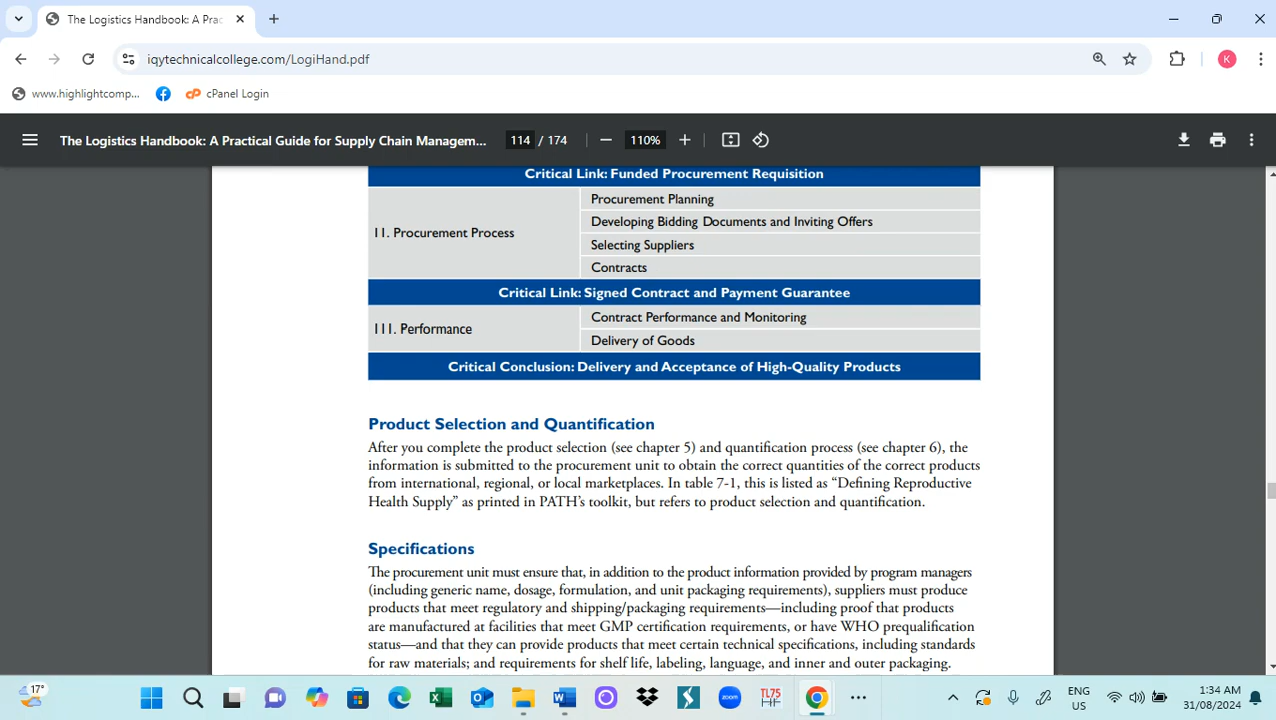 The Logistics Handbook: A Prac
iqytechnicalcollege.com/LogiHand.pdf
K
www.highlightcomp...
cPanel Login
The Logistics Handbook: A Practical Guide for Supply Chain Managem...
114 / 174
110%
Critical Link: Funded Procurement Requisition
11. Procurement Process
Procurement Planning
Developing Bidding Documents and Inviting Offers
Selecting Suppliers
Contracts
Critical Link: Signed Contract and Payment Guarantee
111. Performance
Contract Performance and Monitoring
Delivery of Goods
Critical Conclusion: Delivery and Acceptance of High-Quality Products
Product Selection and Quantification
After you complete the product selection (see chapter 5) and quantification process (see chapter 6), the
information is submitted to the procurement unit to obtain the correct quantities of the correct products
from international, regional, or local marketplaces. In table 7-1, this is listed as “Defining Reproductive
Health Supply” as printed in PATH’s toolkit, but refers to product selection and quantification.
Specifications
The procurement unit must ensure that, in addition to the product information provided by program managers
(including generic name, dosage, formulation, and unit packaging requirements), suppliers must produce
products that meet regulatory and shipping/packaging requirements—including proof that products
are manufactured at facilities that meet GMP certification requirements, or have WHO prequalification
status—and that they can provide products that meet certain technical specifications, including standards
for raw materials; and requirements for shelf life, labeling, language, and inner and outer packaging.
17°
zoom
TL75
ENG
US
1:34 AM
31/08/2024